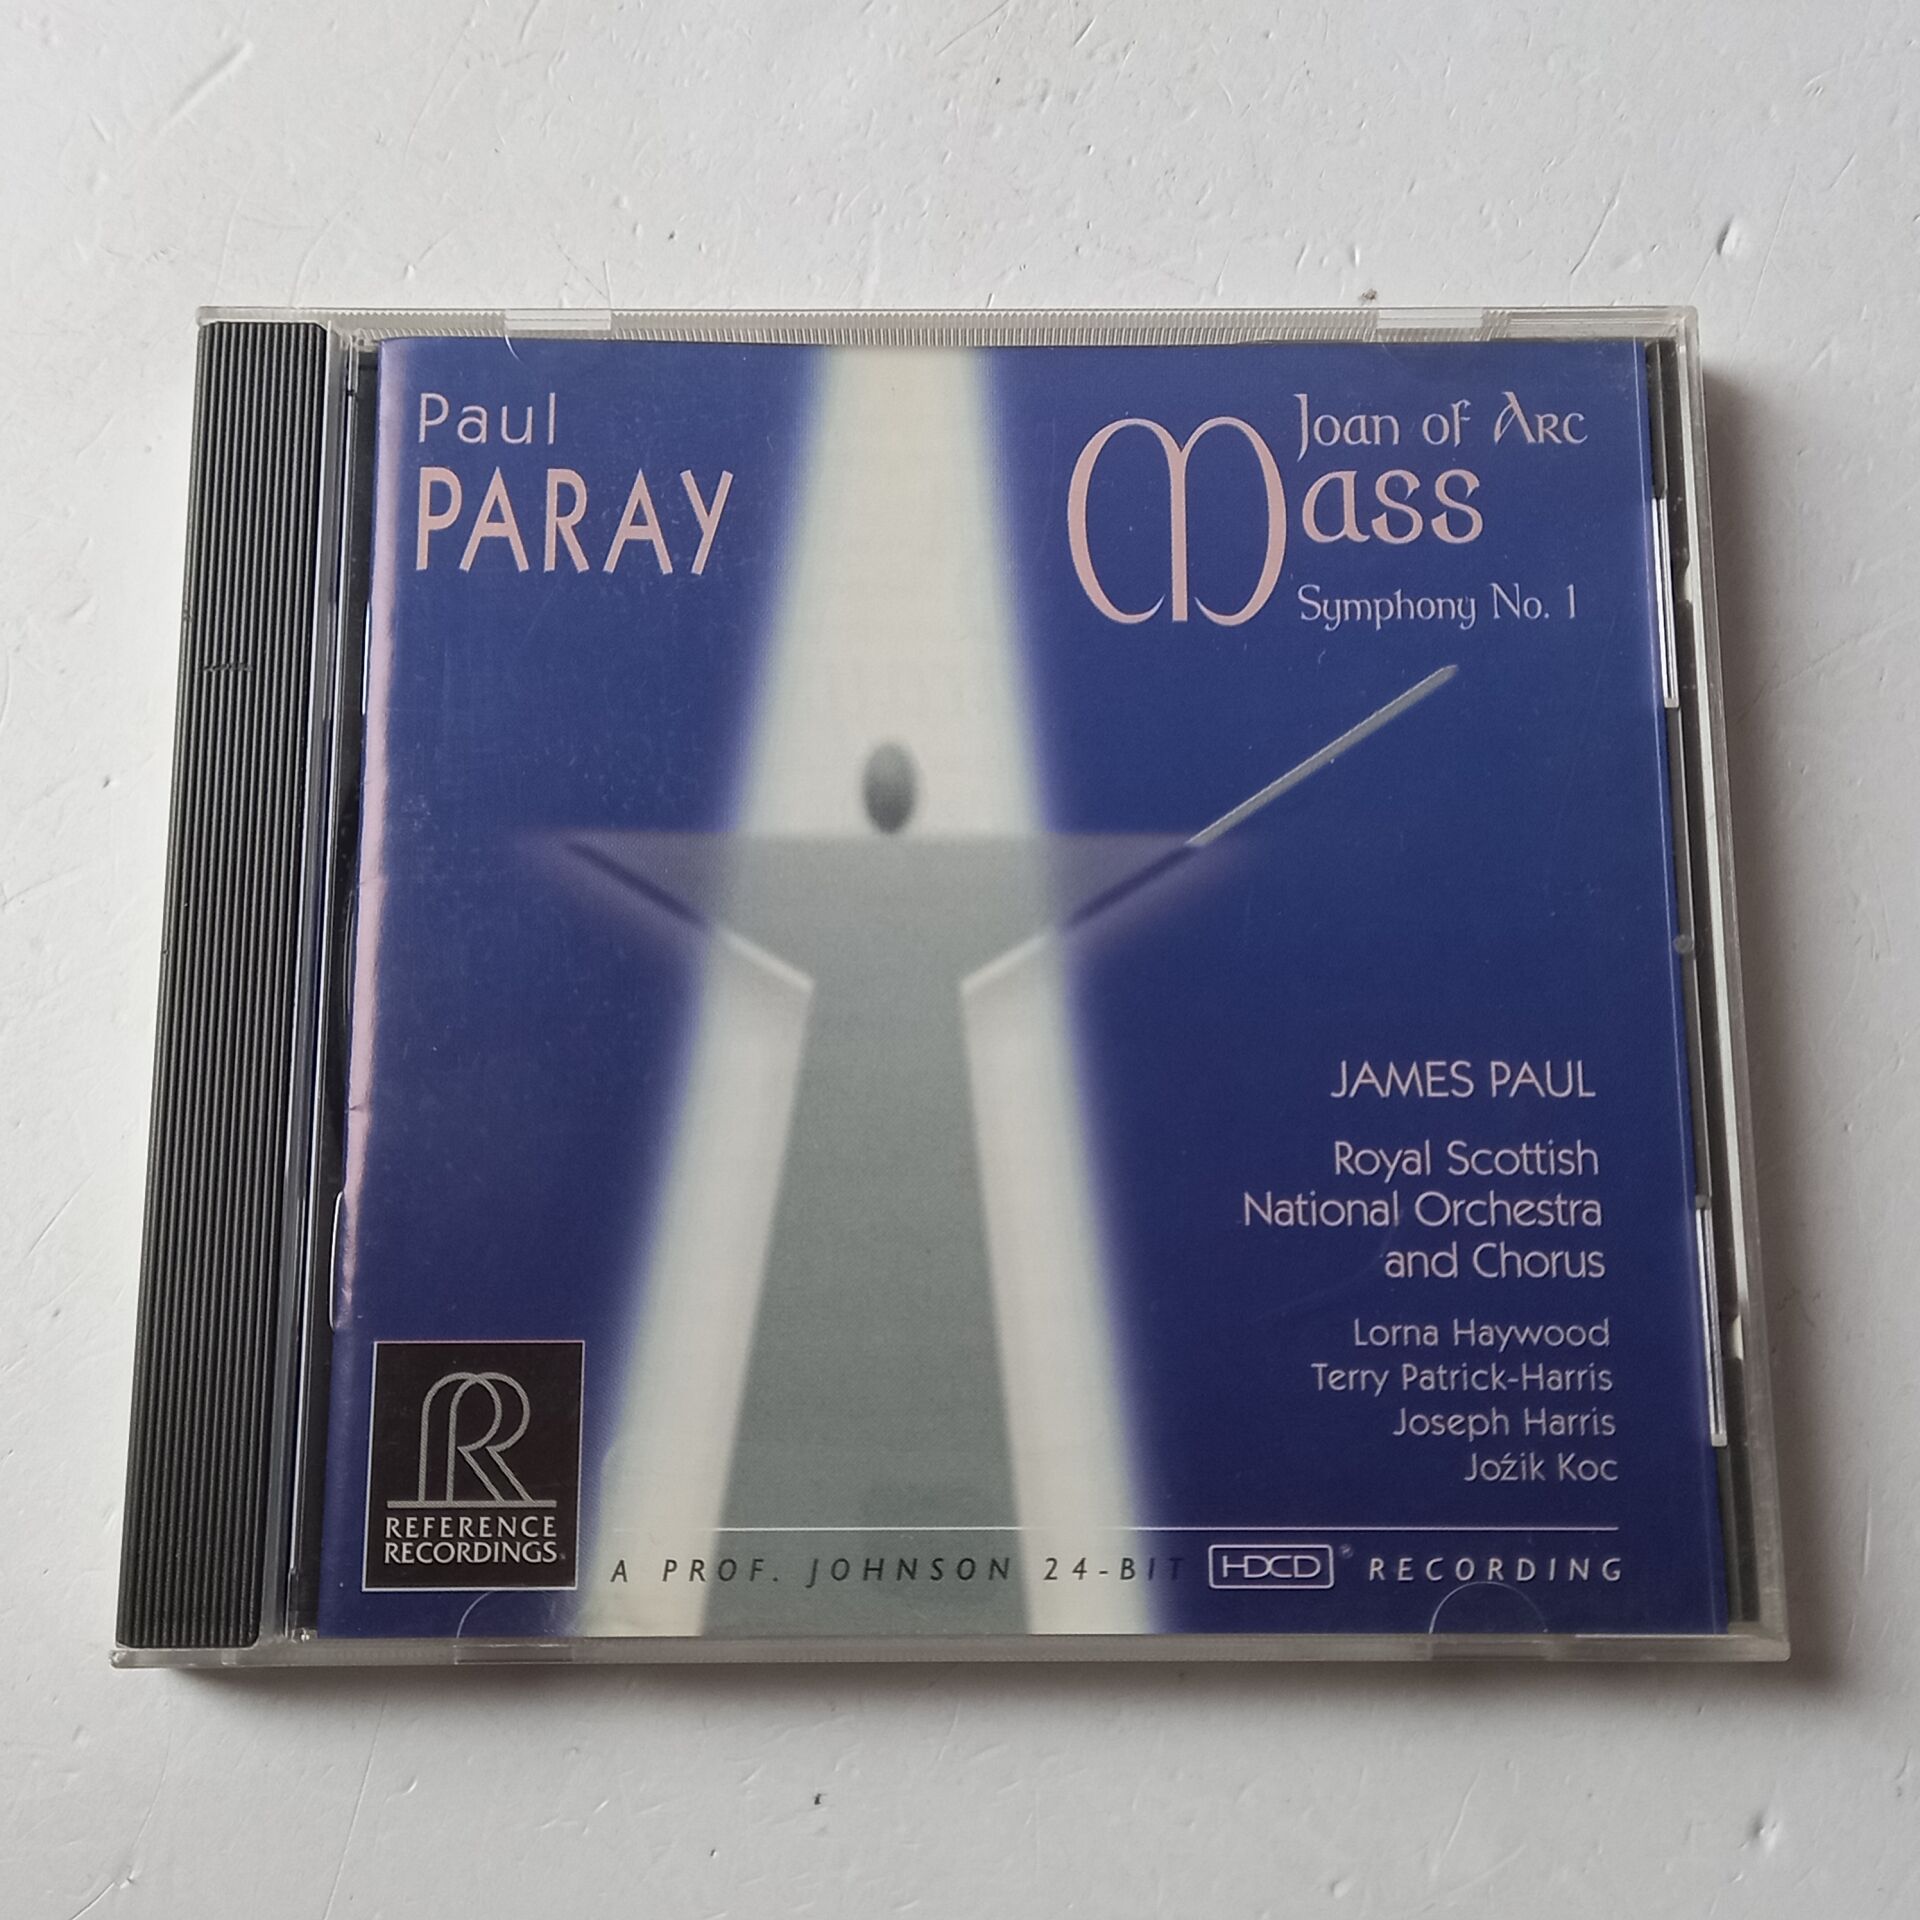 Paul
PARAY
Joan of Arc
Mass
Symphony No. 1
JAMES PAUL
Royal Scottish
National Orchestra
and Chorus
Lorna Haywood
Terry Patrick-Harris
Joseph Harris
Joźik Koc
R
REFERENCE
RECORDINGS®
A PROF. JOHNSON 24-BIT HDCD® RECORDING